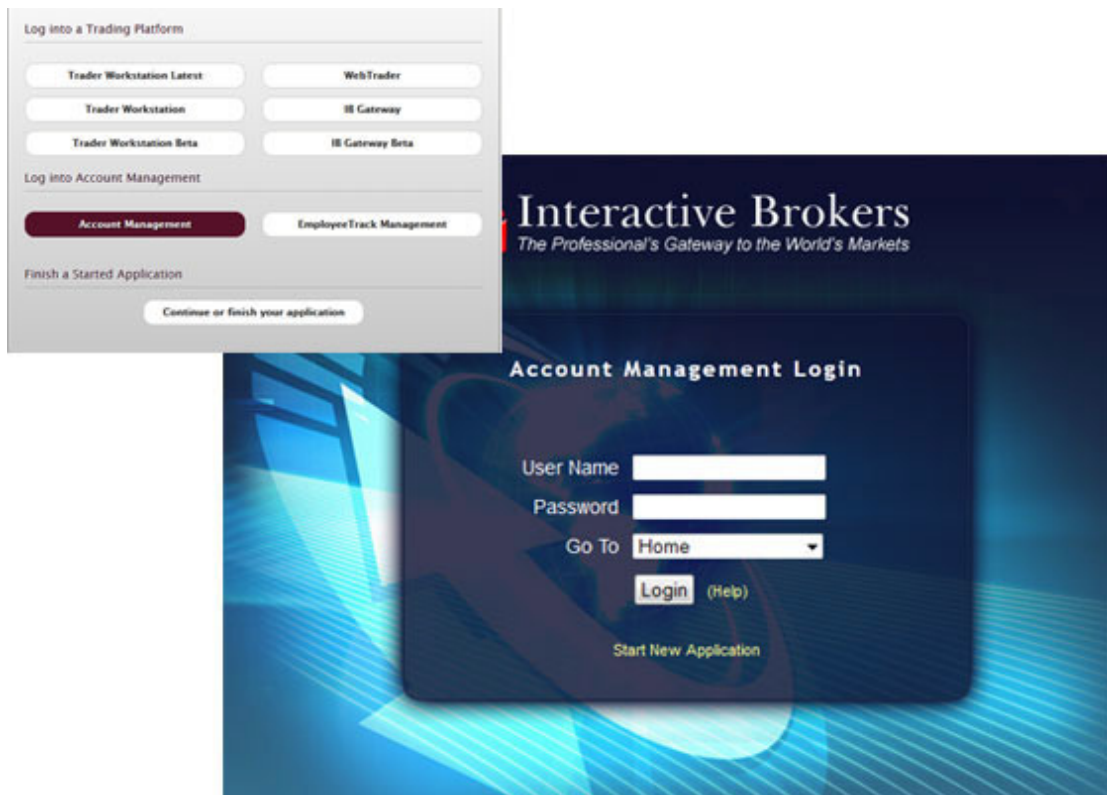 Log into a Trading Platform
Trader Workstation Latest WebTrader
Trader Workstation IB Gateway
Trader Workstation Beta IB Gateway Beta
Log into Account Management
Account Management EmployeeTrack Management
Finish a Started Application
Continue or finish your application
Interactive Brokers
The Professional's Gateway to the World's Markets
Account Management Login
User Name
Password
Go To Home
Login (Help)
Start New Application